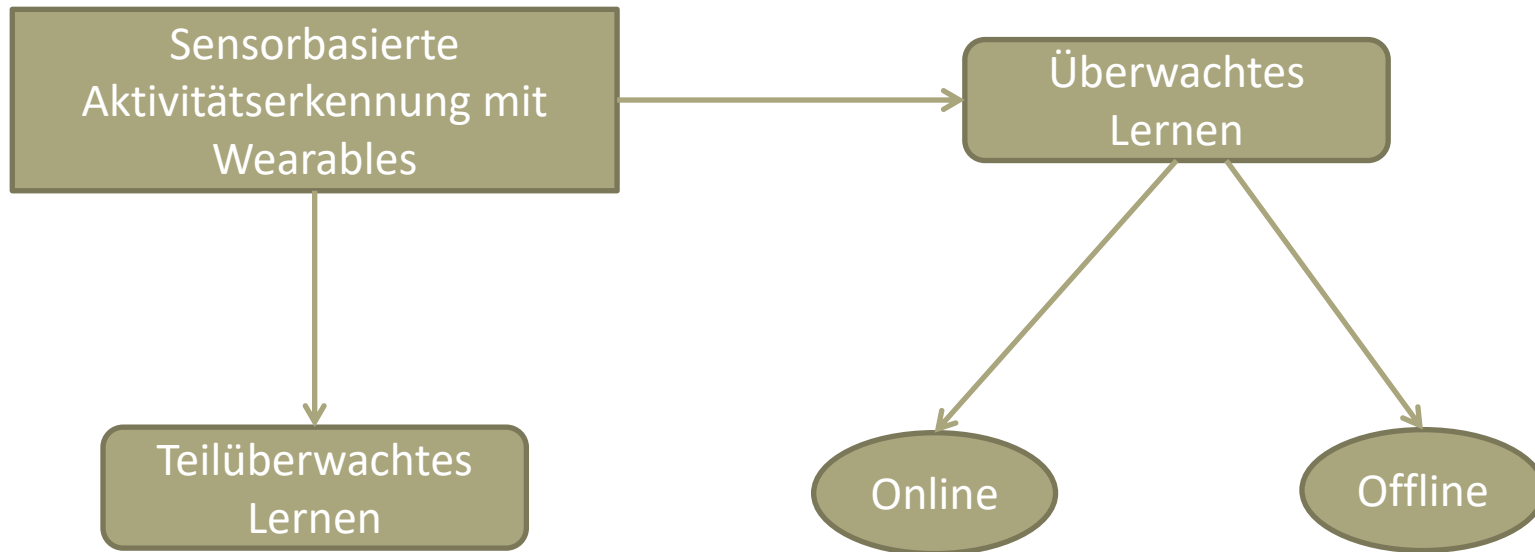 Sensorbasierte
Aktivitätserkennung mit
Wearables
Überwachtes
Lernen
Teilüberwachtes
Lernen
Online
Offline